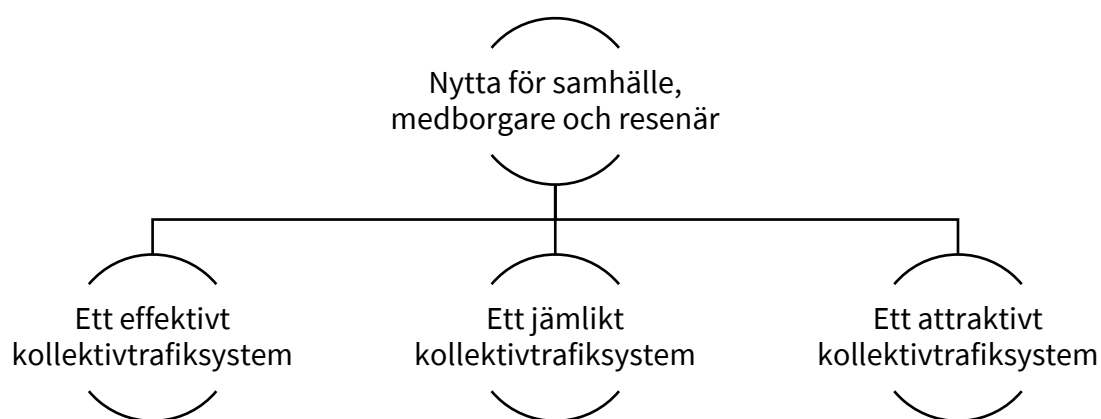 Nytta för samhälle,
medborgare och resenär
Ett effektivt
kollektivtrafiksystem
Ett jämlikt
kollektivtrafiksystem
Ett attraktivt
kollektivtrafiksystem